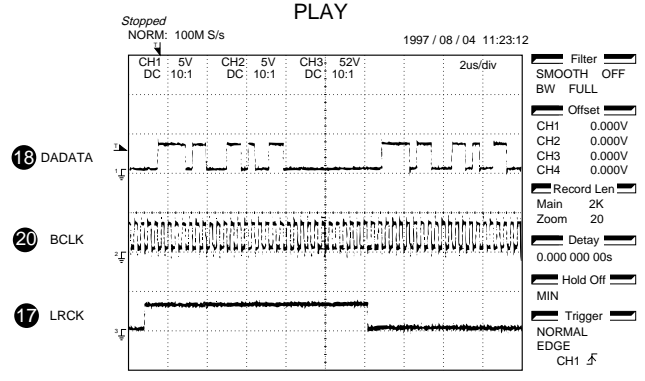 PLAY
Stopped
NORM: 100M S/s
1997 / 08 / 04 11:23:12
CH1 5V CH2 5V CH3 52V 2us/div
DC 10:1 DC 10:1 DC 10:1
18 DADATA
20 BCLK
17 LRCK
T
T
1
2
3
Filter
SMOOTH OFF
BW FULL
Offset
CH1 0.000V
CH2 0.000V
CH3 0.000V
CH4 0.000V
Record Len
Main 2K
Zoom 20
Detay
0.000 000 00s
Hold Off
MIN
Trigger
NORMAL
EDGE
CH1